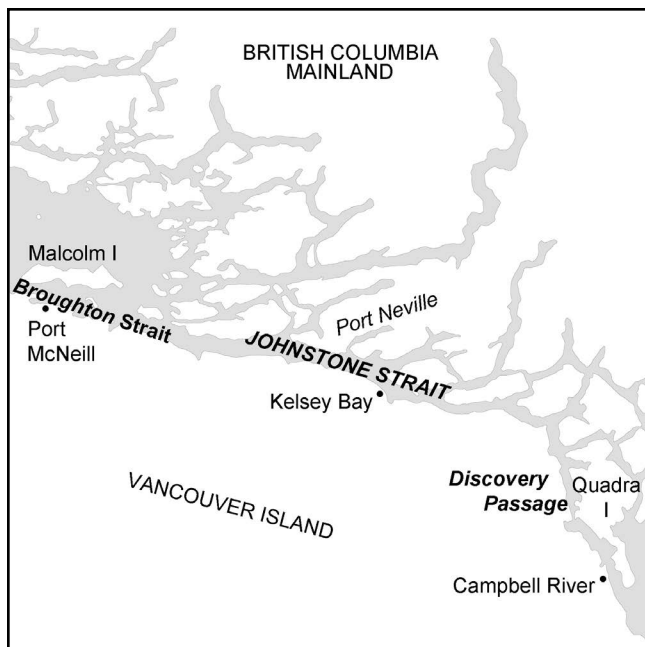 BRITISH COLUMBIA
MAINLAND
Malcolm I
Broughton Strait
Port
McNeill
Port Neville
JOHNSTONE STRAIT
Kelsey Bay
VANCOUVER ISLAND
Discovery
Passage
Quadra
I
Campbell River